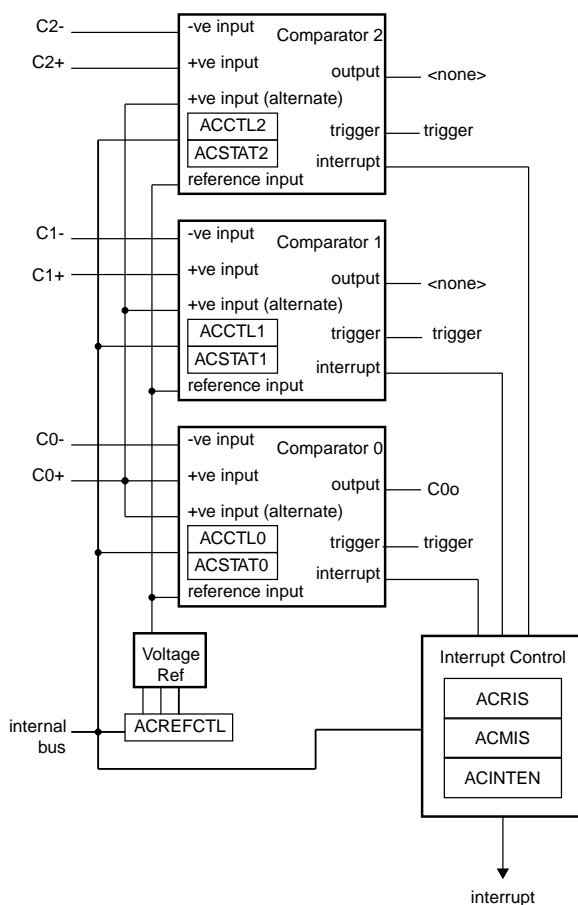 C2-
-ve input
Comparator 2
C2+
+ve input
output
<none>
+ve input (alternate)
ACCTL2
trigger
trigger
ACSTAT2
interrupt
reference input
C1-
-ve input
Comparator 1
C1+
+ve input
output
<none>
+ve input (alternate)
ACCTL1
trigger
trigger
ACSTAT1
interrupt
reference input
C0-
-ve input
Comparator 0
C0+
+ve input
output
C0o
+ve input (alternate)
ACCTL0
trigger
trigger
ACSTAT0
interrupt
reference input
Voltage
Ref
Interrupt Control
ACRIS
internal
bus
ACREFCTL
ACMIS
ACINTEN
interrupt